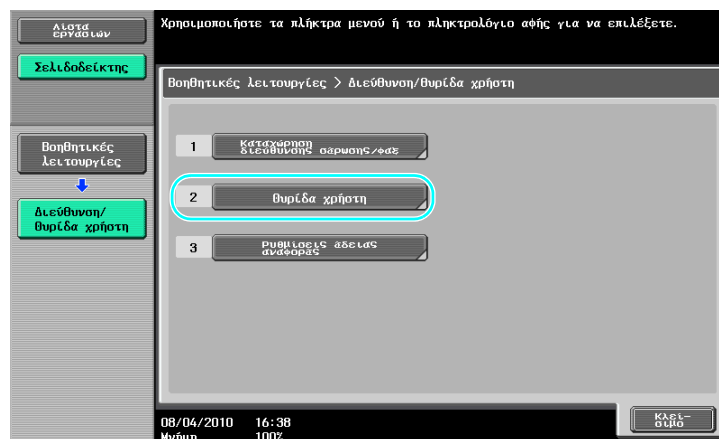 Λίστα
εργασιών
Χρησιμοποιήστε τα πλήκτρα μενού ή το πληκτρολόγιο αφής για να επιλέξετε.
Σελιδοδείκτης
Βοηθητικές λειτουργίες > Διεύθυνση/Θυρίδα χρήστη
Βοηθητικές
λειτουργίες
Διεύθυνση/
Θυρίδα χρήστη
1 Καταχώρηση
διεύθυνσης σάρωσης/φαξ
2 Θυρίδα χρήστη
3 Ρυθμίσεις άδειας
αναφοράς
08/04/2010 16:38
Μνήμη 100%
Κλεί-
σιμο